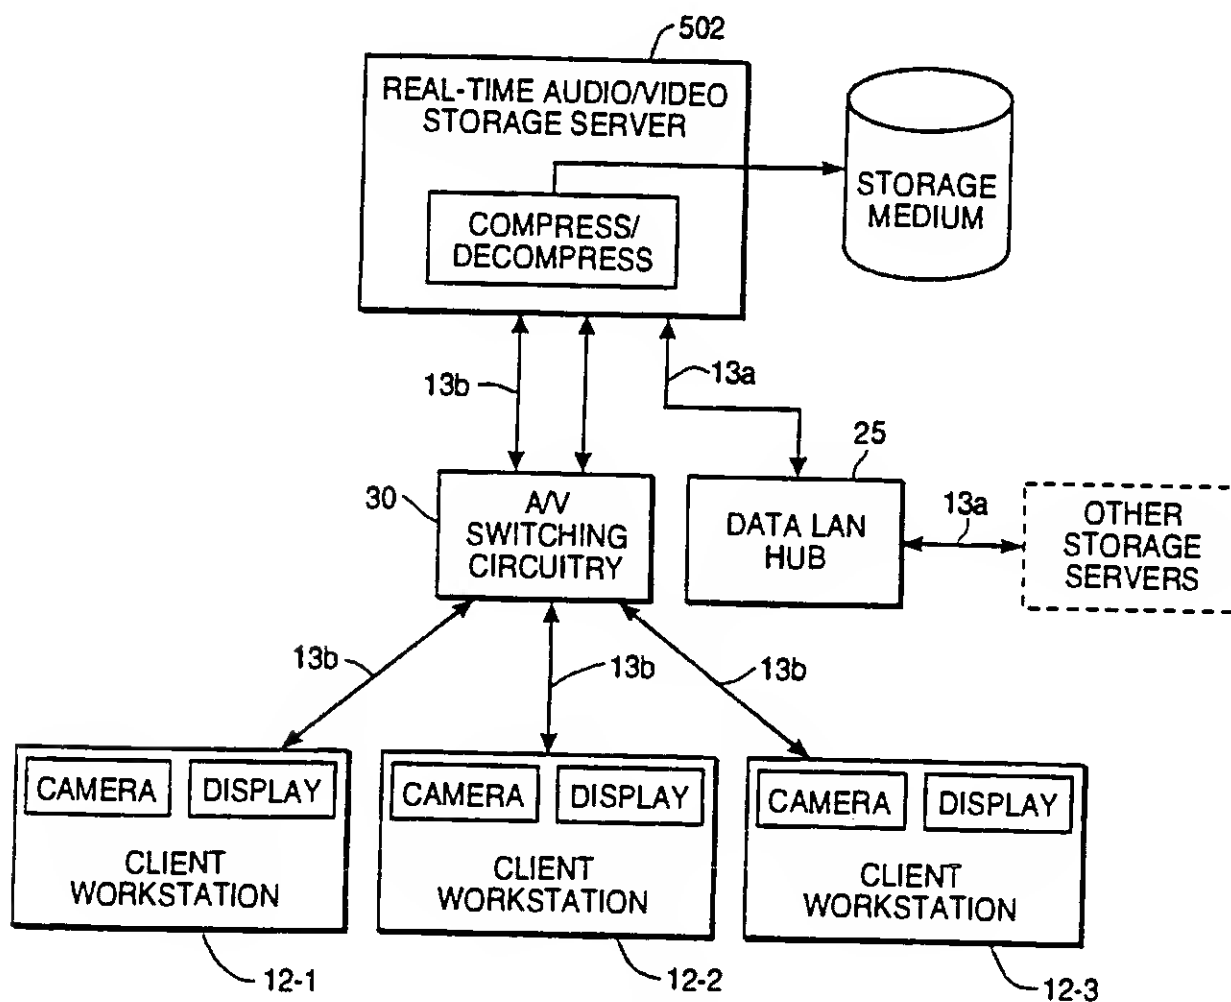 502
REAL-TIME AUDIO/VIDEO
STORAGE SERVER
COMPRESS/
DECOMPRESS
STORAGE
MEDIUM
13b
13a
25
30
A/V
SWITCHING
CIRCUITRY
DATA LAN
HUB
13a
OTHER
STORAGE
SERVERS
13b
13b
13b
CAMERA
DISPLAY
CLIENT
WORKSTATION
12-1
CAMERA
DISPLAY
CLIENT
WORKSTATION
12-2
CAMERA
DISPLAY
CLIENT
WORKSTATION
12-3